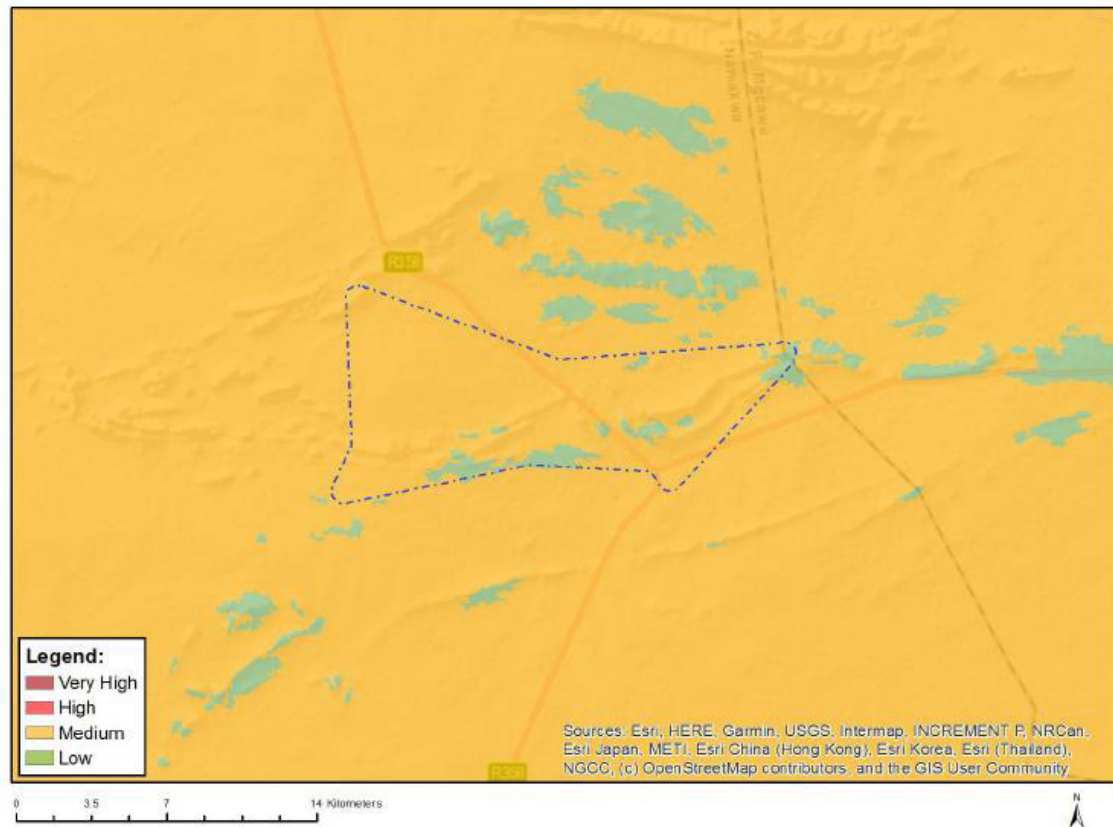 Namakwa
R358
Legend:
Very High
High
Medium
Low
Sources: Esri, HERE, Garmin, USGS, Intermap, INCREMENT P, NRCan,
Esri Japan, METI, Esri China (Hong Kong), Esri Korea, Esri (Thailand),
NGCC, (c) OpenStreetMap contributors, and the GIS User Community
0 3.5 7 14 Kilometers
N